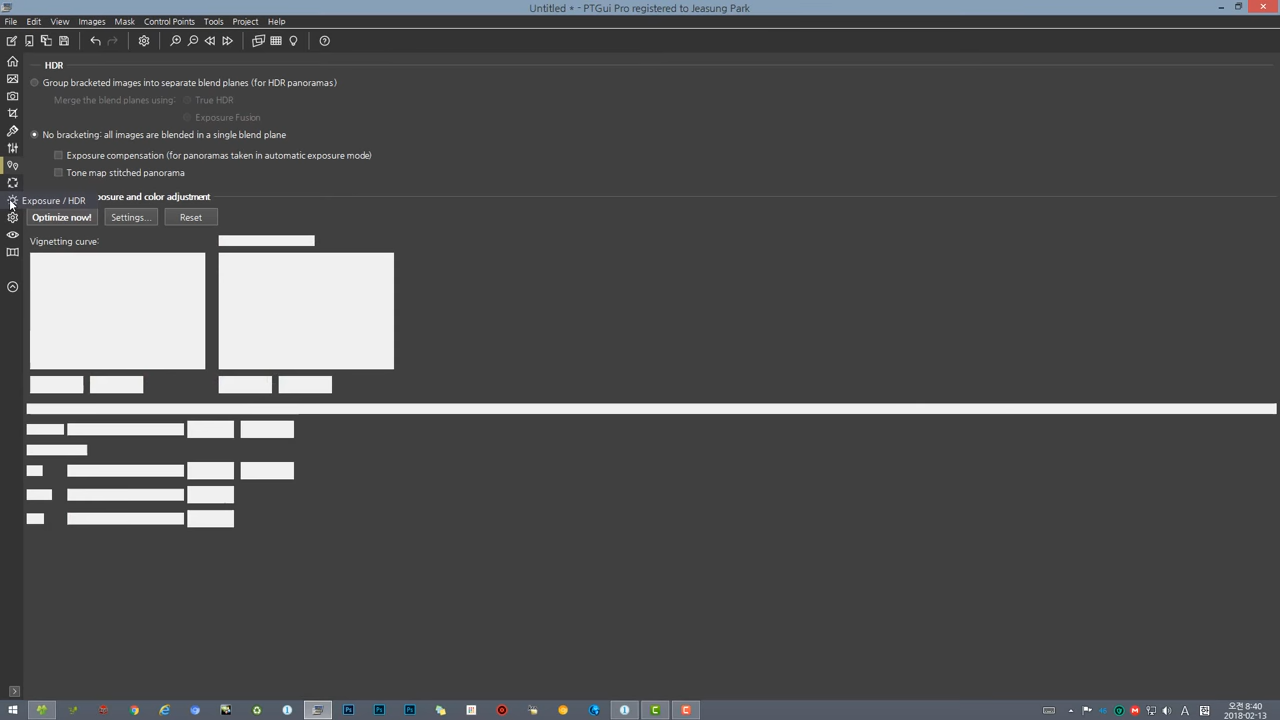 Untitled * - PTGui Pro registered to Jeasung Park
File Edit View Images Mask Control Points Tools Project Help
HDR
Group bracketed images into separate blend planes (for HDR panoramas)
Merge the blend planes using: True HDR
Exposure Fusion
No bracketing: all images are blended in a single blend plane
Exposure compensation (for panoramas taken in automatic exposure mode)
Tone map stitched panorama
Exposure / HDR
posure and color adjustment
Optimize now! Settings... Reset
Vignetting curve:
오전 8:40
2018-02-13